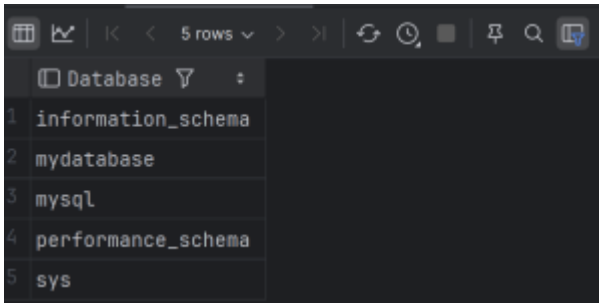 5 rows
Database
1 information_schema
2 mydatabase
3 mysql
4 performance_schema
5 sys